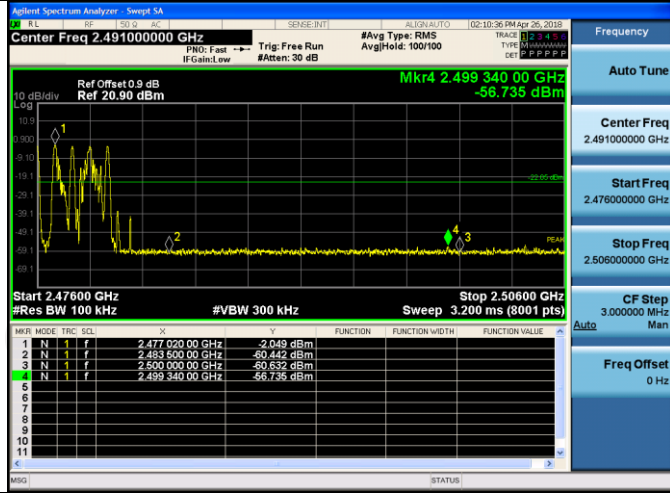 Agilent Spectrum Analyzer - Swept SA
RL RF 50 Ω AC SENSE:INT ALIGN AUTO 02:10:36 PM Apr 26, 2018
Center Freq 2.491000000 GHz
PNO: Fast Trig: Free Run #Avg Type: RMS TRACE 1 2 3 4 5 6
IFGain:Low #Atten: 30 dB Avg|Hold: 100/100 TYPE M
DET P P P P P P
Ref Offset 0.9 dB Mkr4 2.499 340 00 GHz
10 dB/div Ref 20.90 dBm -56.735 dBm
Log
10.9
0.900
-9.10
-19.1
-29.1
-39.1
-49.1
-59.1
-69.1
1
2
4
3
-22.05 dBm
PEAK
Start 2.47600 GHz Stop 2.50600 GHz
#Res BW 100 kHz #VBW 300 kHz Sweep 3.200 ms (8001 pts)
MKR MODE TRC SCL X Y FUNCTION FUNCTION WIDTH FUNCTION VALUE
1 N 1 f 2.477 020 00 GHz -2.049 dBm
2 N 1 f 2.483 500 00 GHz -60.442 dBm
3 N 1 f 2.500 000 00 GHz -60.632 dBm
4 N 1 f 2.499 340 00 GHz -56.735 dBm
5
6
7
8
9
10
11
MSG STATUS
Frequency
Auto Tune
Center Freq
2.491000000 GHz
Start Freq
2.476000000 GHz
Stop Freq
2.506000000 GHz
CF Step
3.000000 MHz
Auto Man
Freq Offset
0 Hz